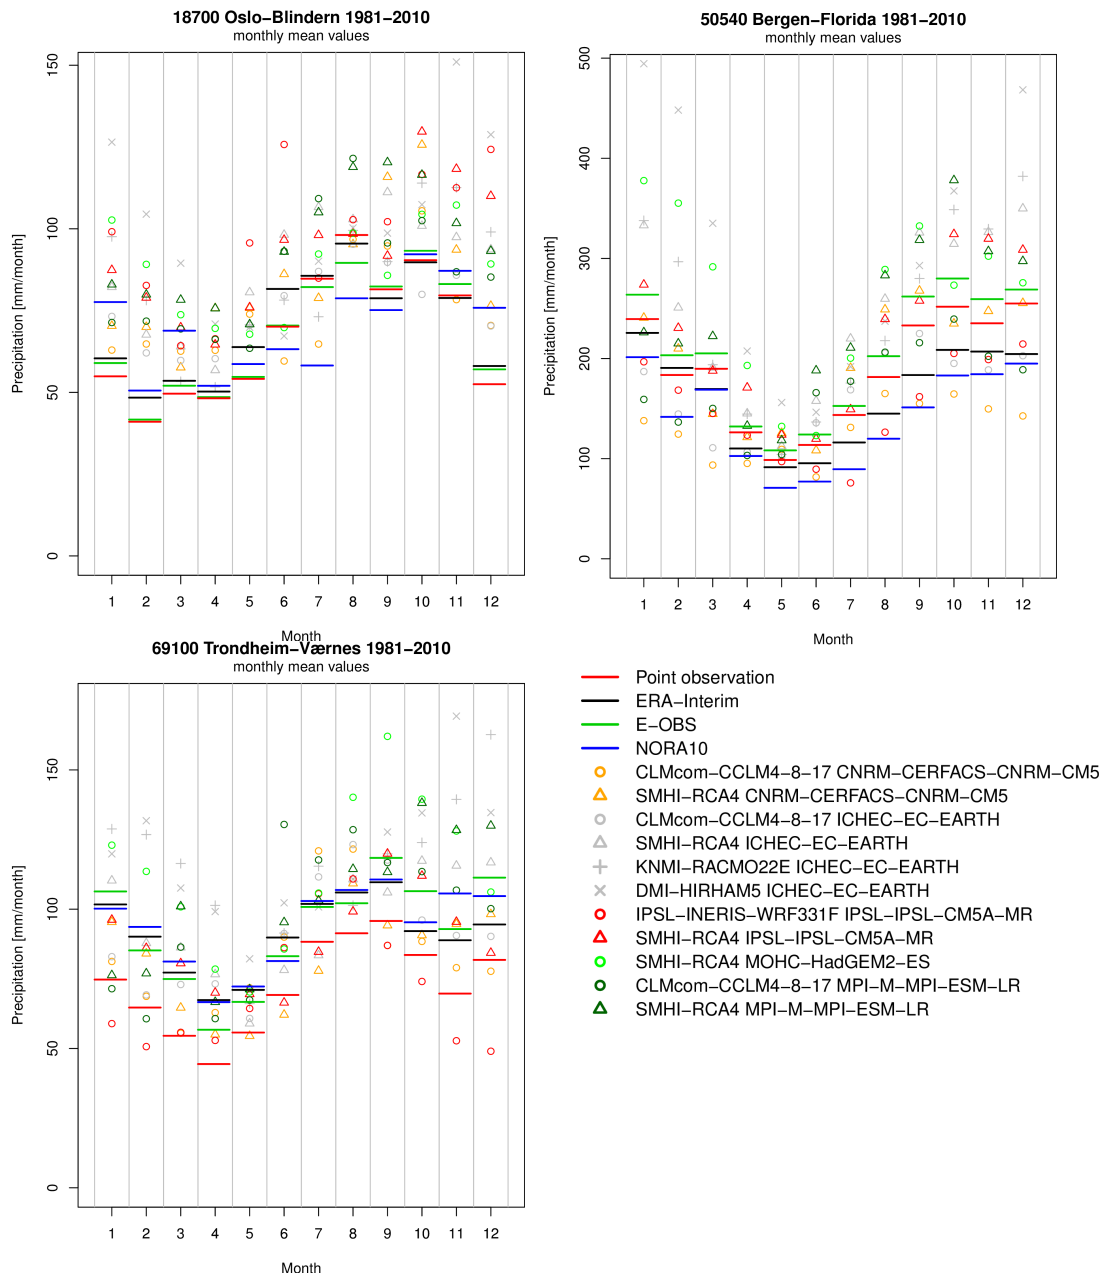 18700 Oslo−Blindern 1981−2010
monthly mean values
Precipitation [mm/month]
150
100
50
0
1 2 3 4 5 6 7 8 9 10 11 12
Month
50540 Bergen−Florida 1981−2010
monthly mean values
Precipitation [mm/month]
500
400
300
200
100
0
1 2 3 4 5 6 7 8 9 10 11 12
Month
69100 Trondheim−Værnes 1981−2010
monthly mean values
Precipitation [mm/month]
150
100
50
0
1 2 3 4 5 6 7 8 9 10 11 12
Month
Point observation
ERA−Interim
E−OBS
NORA10
CLMcom−CCLM4−8−17 CNRM−CERFACS−CNRM−CM5
SMHI−RCA4 CNRM−CERFACS−CNRM−CM5
CLMcom−CCLM4−8−17 ICHEC−EC−EARTH
SMHI−RCA4 ICHEC−EC−EARTH
KNMI−RACMO22E ICHEC−EC−EARTH
DMI−HIRHAM5 ICHEC−EC−EARTH
IPSL−INERIS−WRF331F IPSL−IPSL−CM5A−MR
SMHI−RCA4 IPSL−IPSL−CM5A−MR
SMHI−RCA4 MOHC−HadGEM2−ES
CLMcom−CCLM4−8−17 MPI−M−MPI−ESM−LR
SMHI−RCA4 MPI−M−MPI−ESM−LR